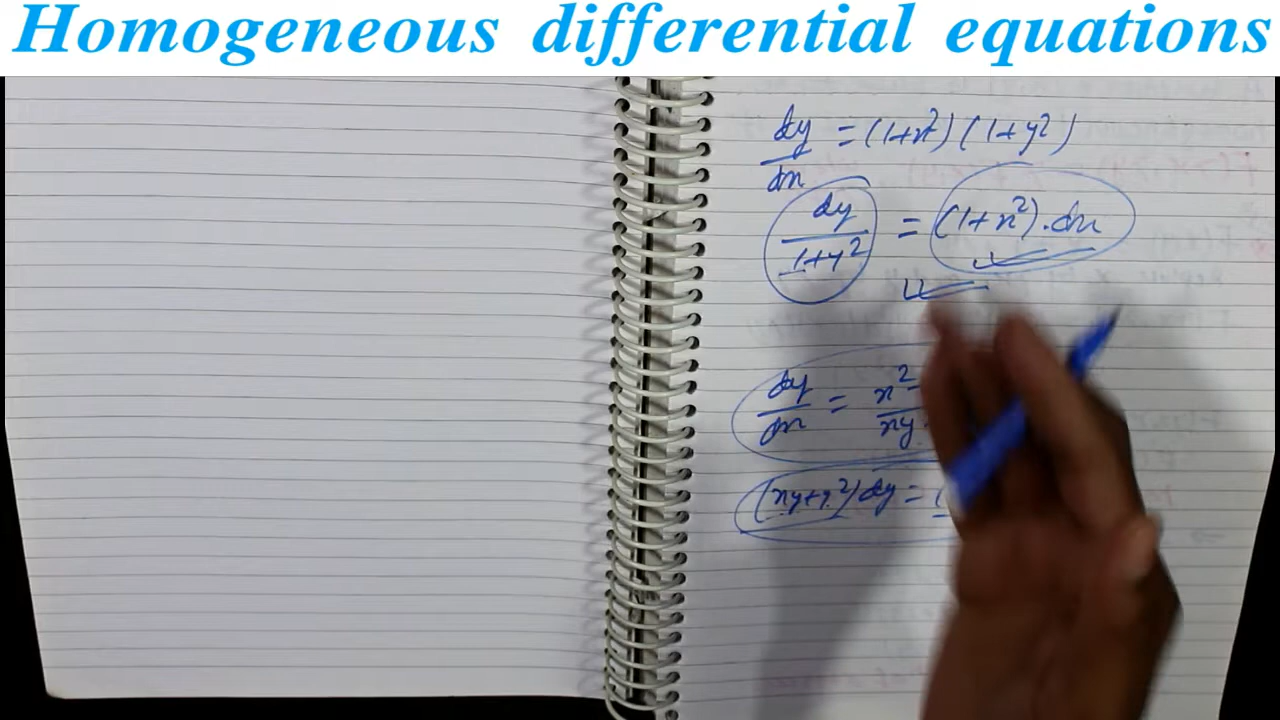 Homogeneous differential equations
dy/dx = (1+x²)(1+y²)
dy/1+y² = (1+x²).dx
dy/dx = x²- / xy
(xy+y²)dy = (